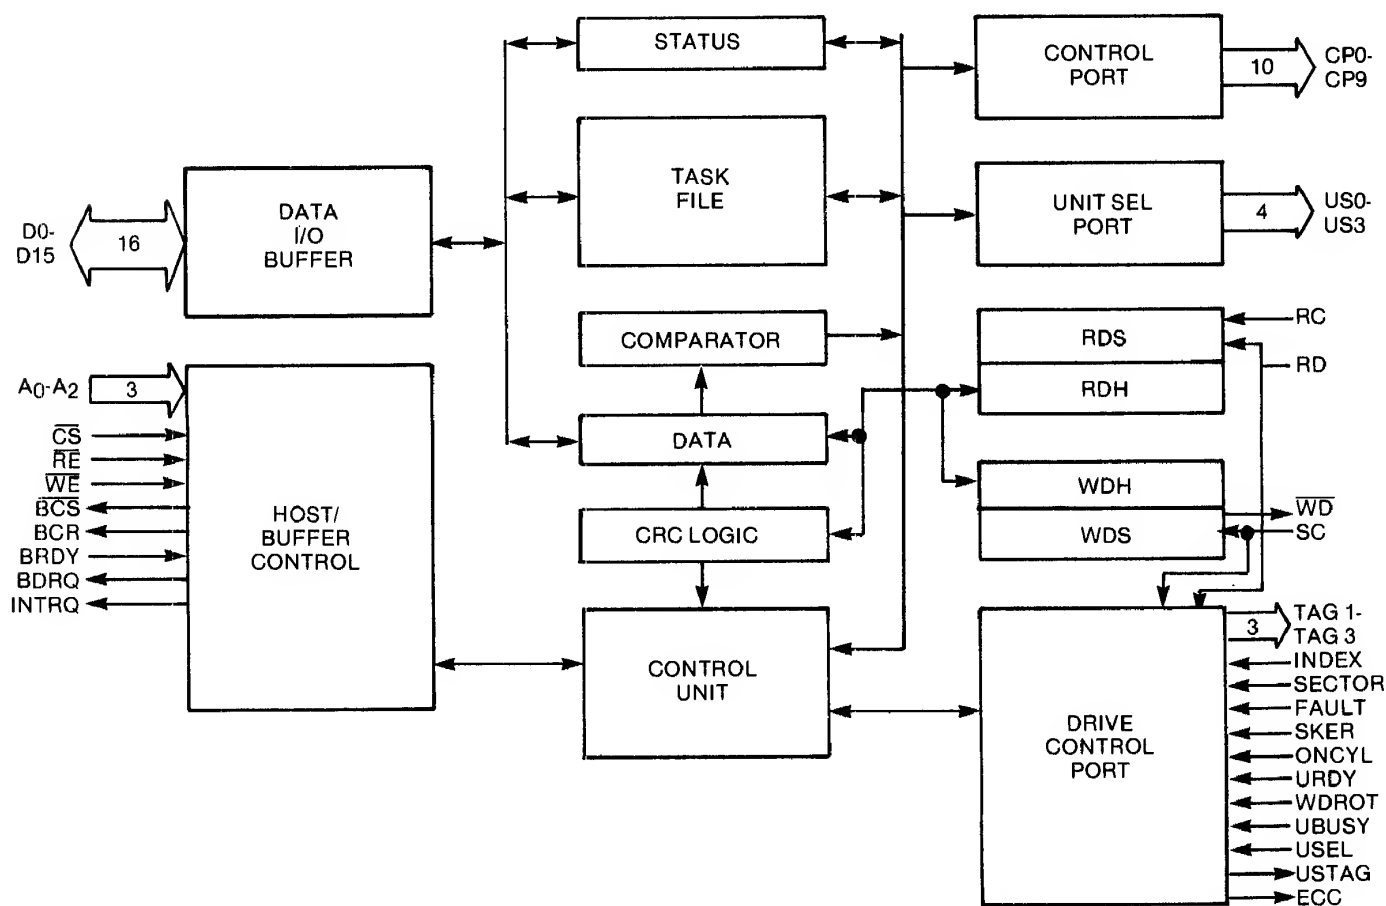 STATUS
CONTROL
PORT
10
CP0-
CP9
TASK
FILE
UNIT SEL
PORT
4
US0-
US3
D0-
D15
16
DATA
I/O
BUFFER
COMPARATOR
RDS
RDH
RC
RD
A0-A2
3
CS
RE
WE
BCS
BCR
BRDY
BDRQ
INTRQ
HOST/
BUFFER
CONTROL
DATA
CRC LOGIC
WDH
WDS
WD
SC
CONTROL
UNIT
DRIVE
CONTROL
PORT
3
TAG 1-
TAG 3
INDEX
SECTOR
FAULT
SKER
ONCYL
URDY
WDROT
UBUSY
USEL
USTAG
ECC